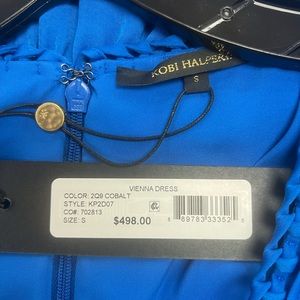 KOBI HALPERIN
S
VIENNA DRESS
COLOR: 2Q9 COBALT
STYLE: KP2D07
CO#: 702813
SIZE: S
$498.00